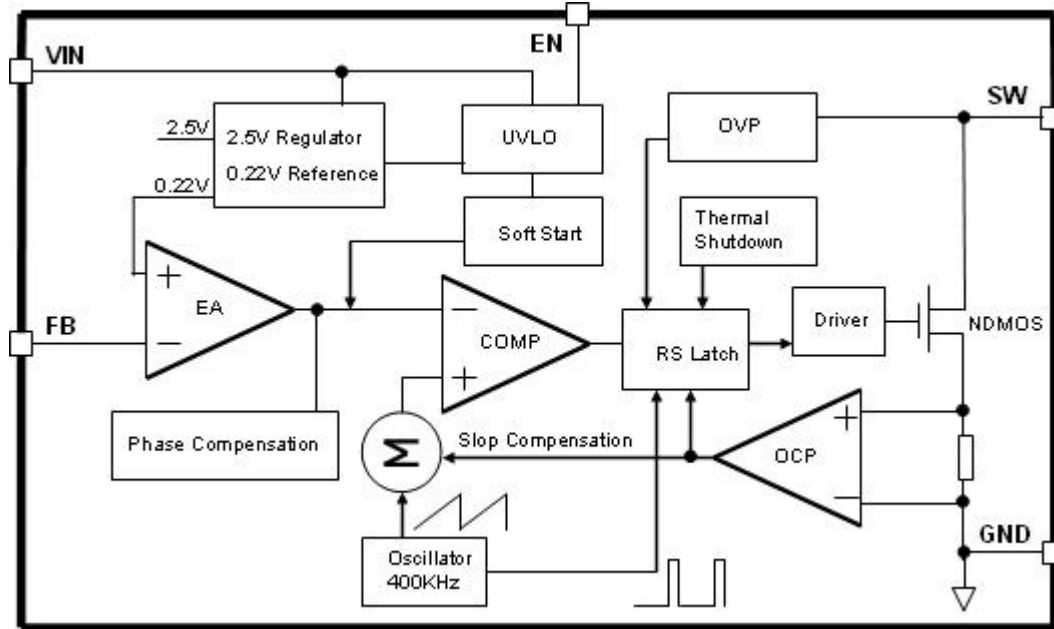 EN
VIN
SW
2.5V
2.5V Regulator
0.22V Reference
0.22V
UVLO
OVP
Soft Start
Thermal
Shutdown
+
EA
−
FB
−
COMP
+
RS Latch
Driver
NDMOS
Phase Compensation
Σ
Slop Compensation
+
OCP
−
Oscillator
400KHz
GND